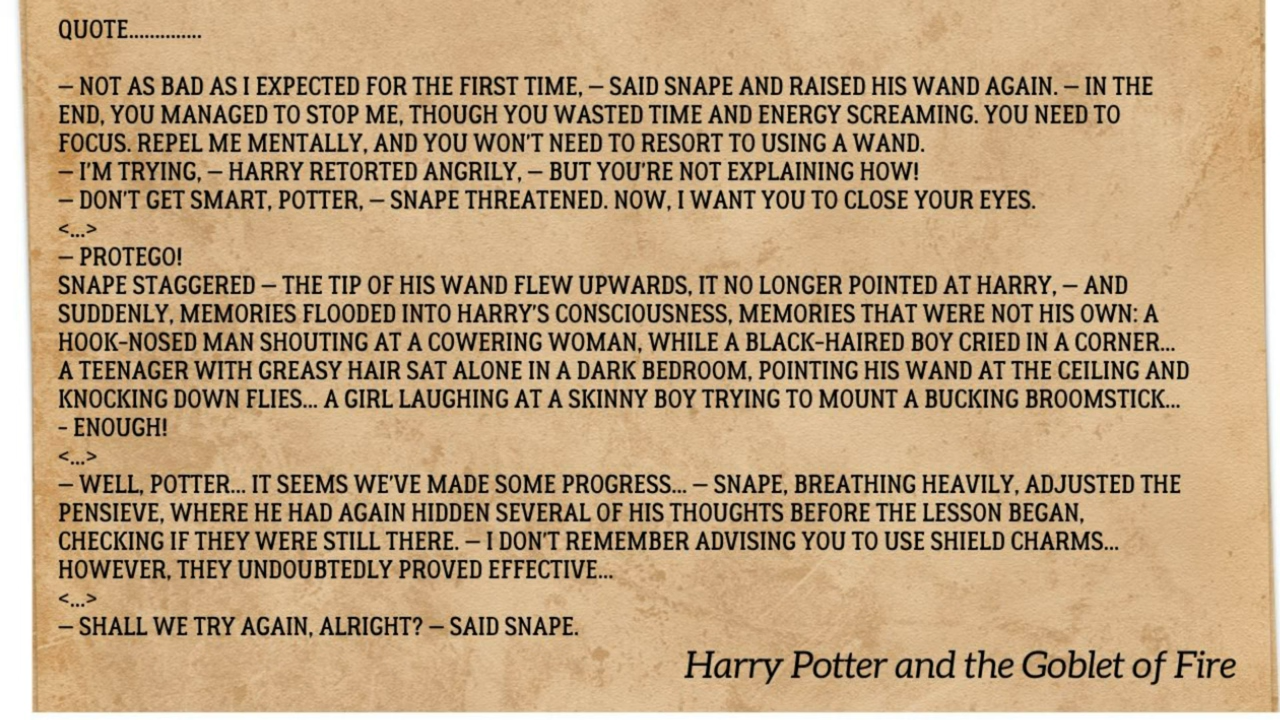 QUOTE..............
– NOT AS BAD AS I EXPECTED FOR THE FIRST TIME, – SAID SNAPE AND RAISED HIS WAND AGAIN. – IN THE
END, YOU MANAGED TO STOP ME, THOUGH YOU WASTED TIME AND ENERGY SCREAMING. YOU NEED TO
FOCUS. REPEL ME MENTALLY, AND YOU WON'T NEED TO RESORT TO USING A WAND.
– I'M TRYING, – HARRY RETORTED ANGRILY, – BUT YOU'RE NOT EXPLAINING HOW!
– DON'T GET SMART, POTTER, – SNAPE THREATENED. NOW, I WANT YOU TO CLOSE YOUR EYES.
<...>
– PROTEGO!
SNAPE STAGGERED – THE TIP OF HIS WAND FLEW UPWARDS, IT NO LONGER POINTED AT HARRY, – AND
SUDDENLY, MEMORIES FLOODED INTO HARRY'S CONSCIOUSNESS, MEMORIES THAT WERE NOT HIS OWN: A
HOOK-NOSED MAN SHOUTING AT A COWERING WOMAN, WHILE A BLACK-HAIRED BOY CRIED IN A CORNER...
A TEENAGER WITH GREASY HAIR SAT ALONE IN A DARK BEDROOM, POINTING HIS WAND AT THE CEILING AND
KNOCKING DOWN FLIES... A GIRL LAUGHING AT A SKINNY BOY TRYING TO MOUNT A BUCKING BROOMSTICK...
- ENOUGH!
<...>
– WELL, POTTER... IT SEEMS WE'VE MADE SOME PROGRESS... – SNAPE, BREATHING HEAVILY, ADJUSTED THE
PENSIEVE, WHERE HE HAD AGAIN HIDDEN SEVERAL OF HIS THOUGHTS BEFORE THE LESSON BEGAN,
CHECKING IF THEY WERE STILL THERE. – I DON'T REMEMBER ADVISING YOU TO USE SHIELD CHARMS...
HOWEVER, THEY UNDOUBTEDLY PROVED EFFECTIVE...
<...>
– SHALL WE TRY AGAIN, ALRIGHT? – SAID SNAPE.
Harry Potter and the Goblet of Fire